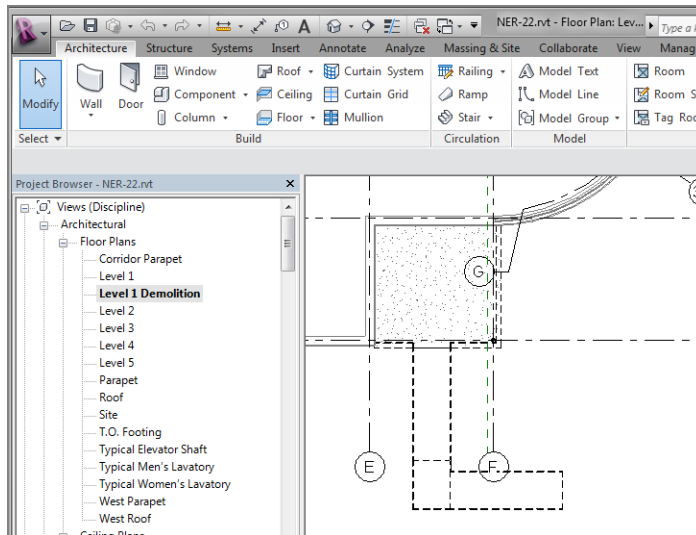 NER-22.rvt - Floor Plan: Lev...
Type a
Architecture Structure Systems Insert Annotate Analyze Massing & Site Collaborate View Manag
Modify
Wall
Door
Window
Component
Column
Roof
Ceiling
Floor
Curtain System
Curtain Grid
Mullion
Railing
Ramp
Stair
Model Text
Model Line
Model Group
Room
Room S
Tag Roo
Select
Build
Circulation
Model
Project Browser - NER-22.rvt
Views (Discipline)
Architectural
Floor Plans
Corridor Parapet
Level 1
Level 1 Demolition
Level 2
Level 3
Level 4
Level 5
Parapet
Roof
Site
T.O. Footing
Typical Elevator Shaft
Typical Men's Lavatory
Typical Women's Lavatory
West Parapet
West Roof
G
E
F